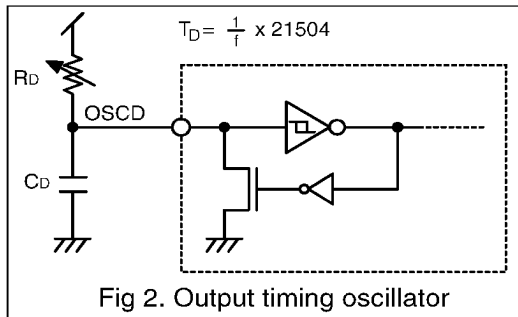 T_D = 1/f x 21504
R_D
OSCD
C_D
Fig 2. Output timing oscillator